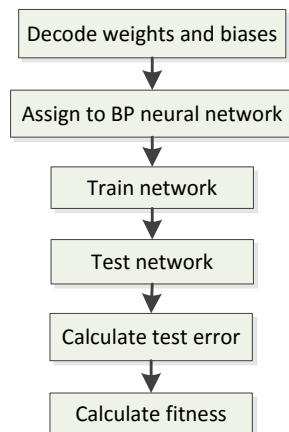 Decode weights and biases
Assign to BP neural network
Train network
Test network
Calculate test error
Calculate fitness